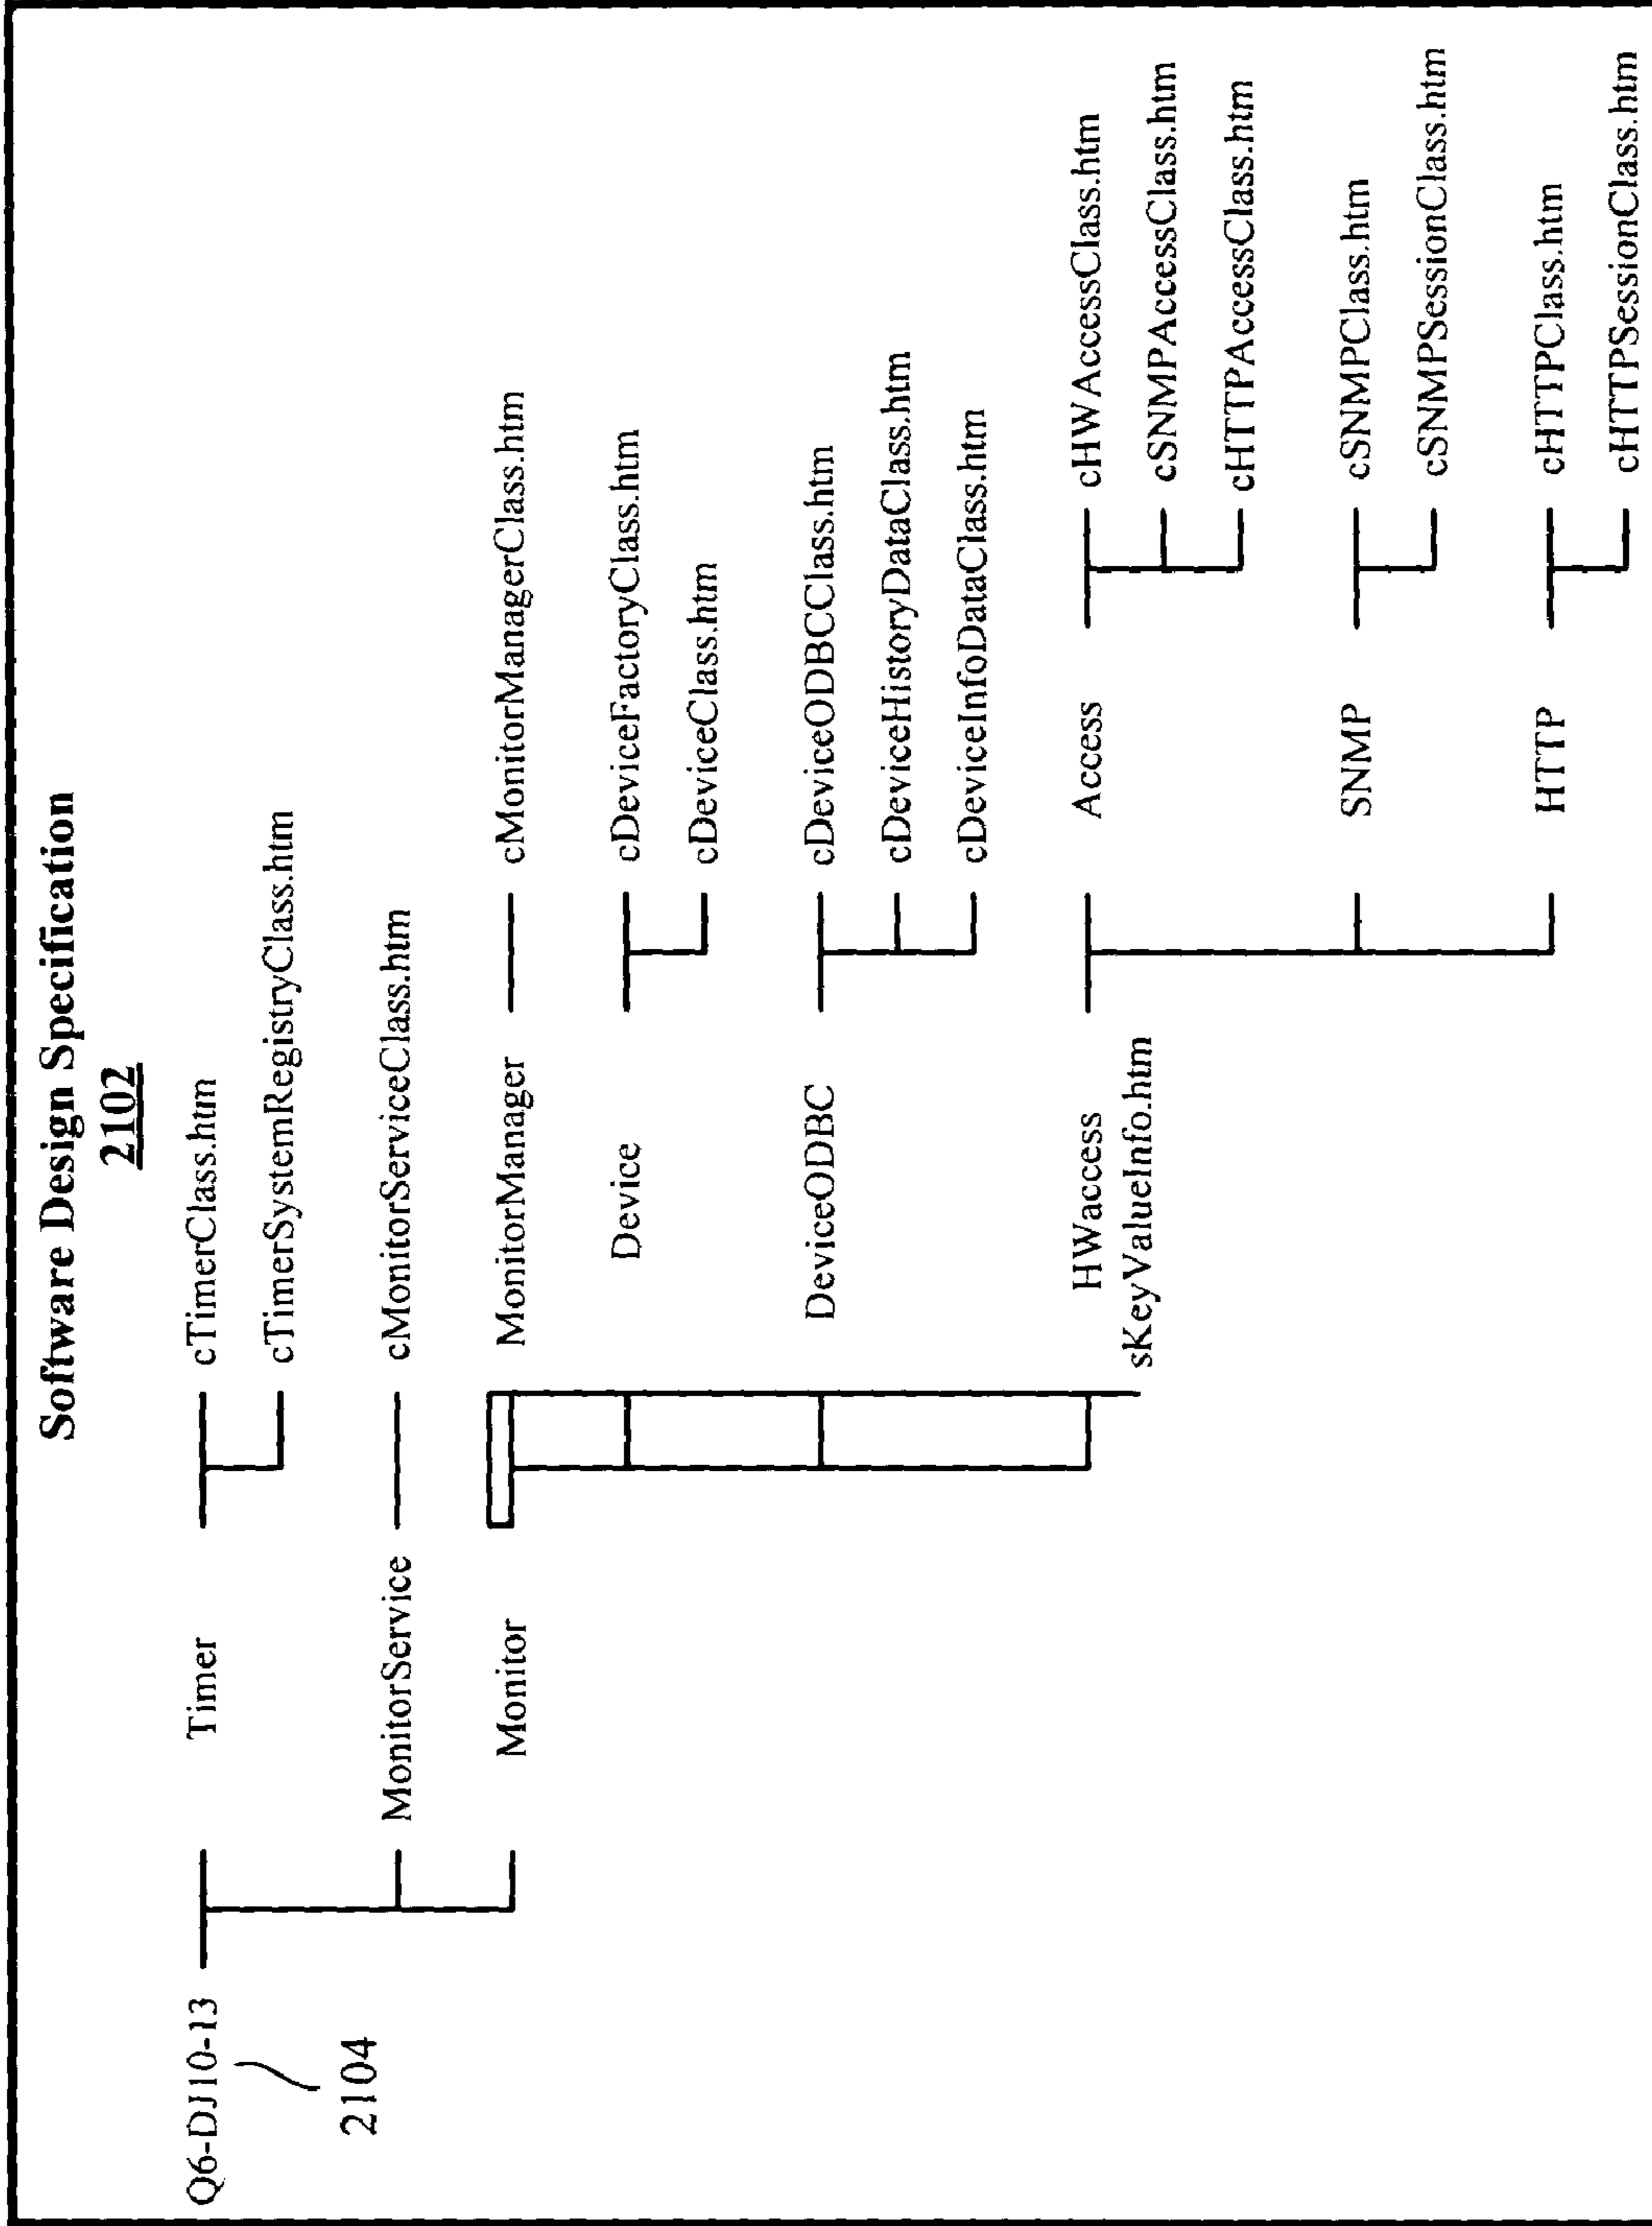 Software Design Specification
2102
Q6-DJ10-13
2104
Timer
cTimerClass.htm
cTimerSystemRegistryClass.htm
MonitorService
cMonitorServiceClass.htm
Monitor
MonitorManager
cMonitorManagerClass.htm
Device
cDeviceFactoryClass.htm
cDeviceClass.htm
DeviceODBC
cDeviceODBCClass.htm
cDeviceHistoryDataClass.htm
cDeviceInfoDataClass.htm
HWaccess
sKeyValueInfo.htm
Access
cHWAccessClass.htm
cSNMPAccessClass.htm
cHTTPAccessClass.htm
SNMP
cSNMPClass.htm
cSNMPSessionClass.htm
HTTP
cHTTPClass.htm
cHTTPSessionClass.htm